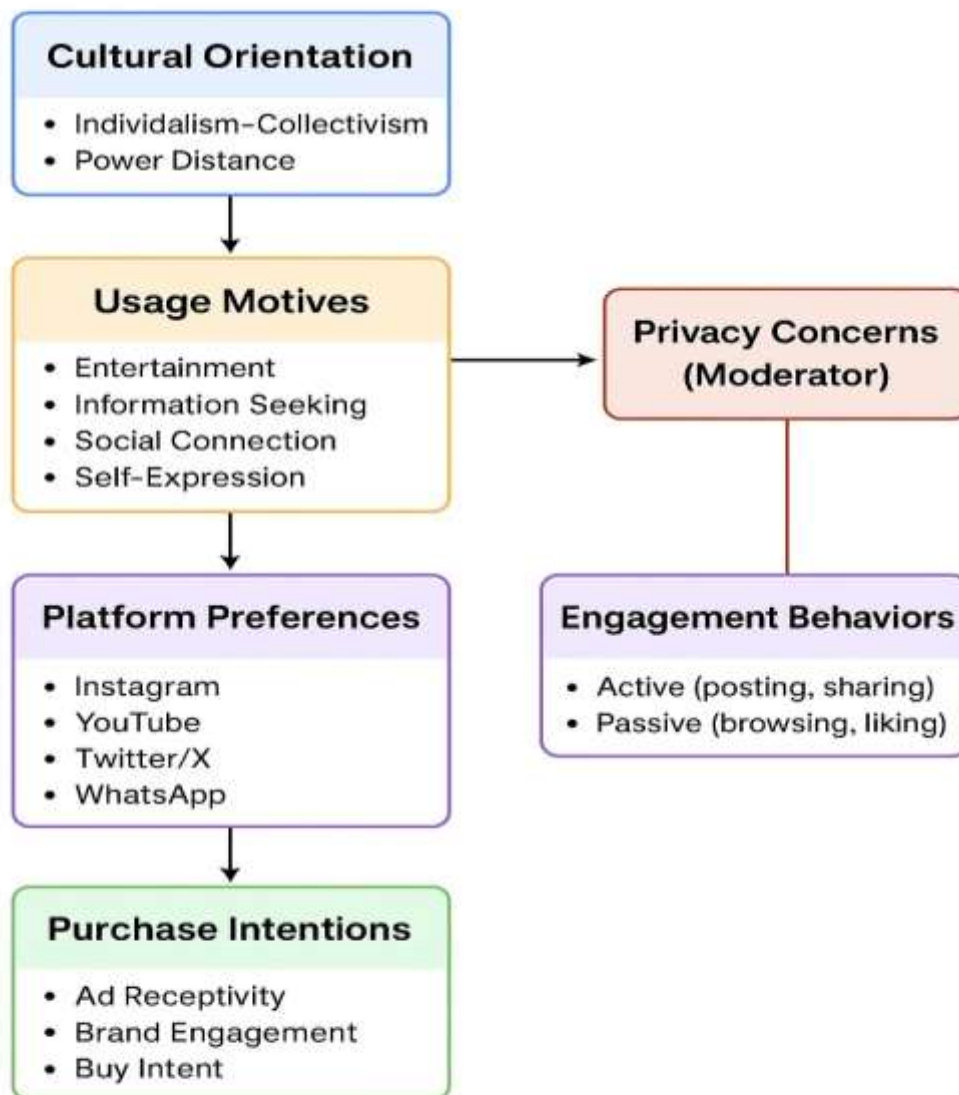 Cultural Orientation
• Individalism-Collectivism
• Power Distance
Usage Motives
• Entertainment
• Information Seeking
• Social Connection
• Self-Expression
Privacy Concerns
(Moderator)
Platform Preferences
• Instagram
• YouTube
• Twitter/X
• WhatsApp
Engagement Behaviors
• Active (posting, sharing)
• Passive (browsing, liking)
Purchase Intentions
• Ad Receptivity
• Brand Engagement
• Buy Intent